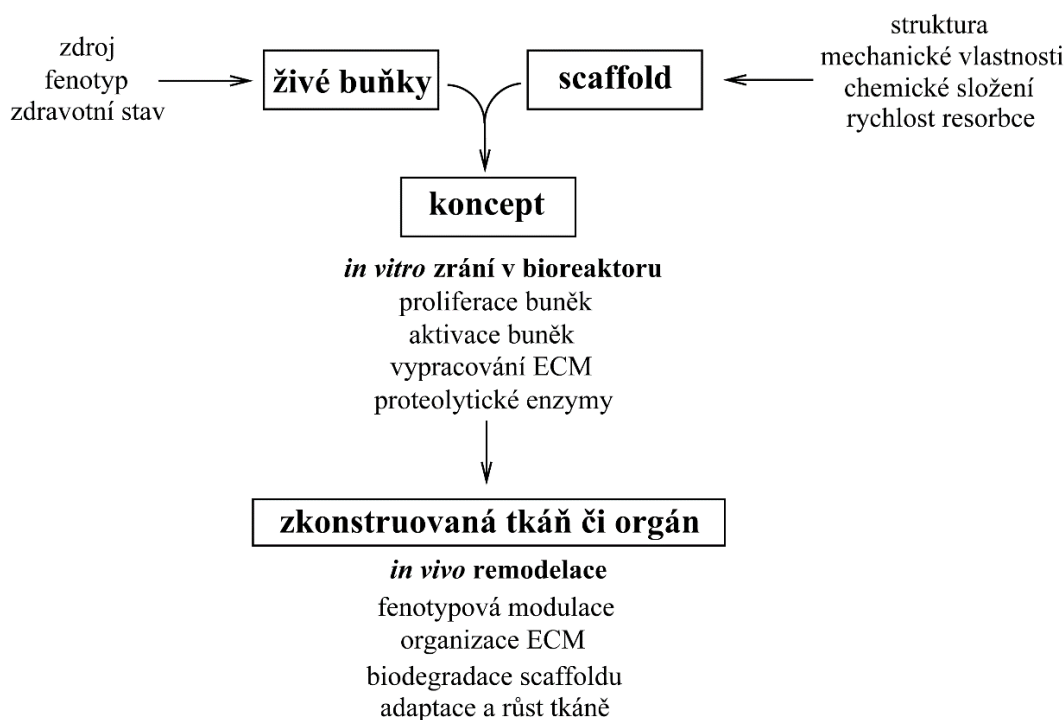 zdroj
fenotyp
zdravotní stav
živé buňky
scaffold
struktura
mechanické vlastnosti
chemické složení
rychlost resorbce
koncept
in vitro zrání v bioreaktoru
proliferace buněk
aktivace buněk
vypracování ECM
proteolytické enzymy
zkonstruovaná tkáň či orgán
in vivo remodelace
fenotypová modulace
organizace ECM
biodegradace scaffoldu
adaptace a růst tkáně